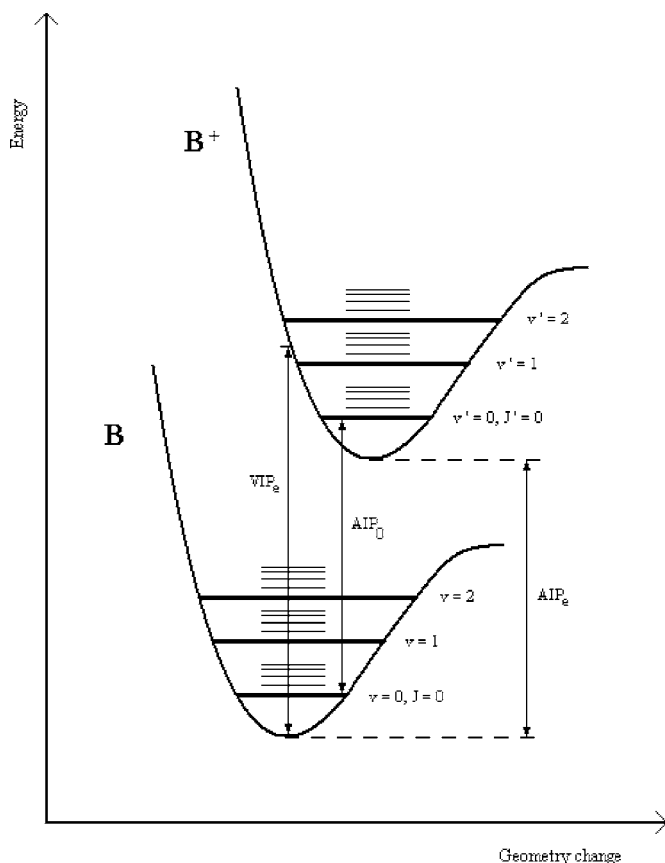 Energy
B+
v' = 2
v' = 1
v' = 0, J' = 0
B
VIPe
AIP0
AIPe
v = 2
v = 1
v = 0, J = 0
Geometry change